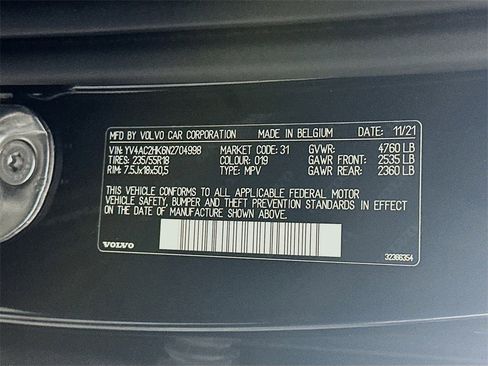 MFD BY VOLVO CAR CORPORATION MADE IN BELGIUM DATE: 11/21
VIN: YV4AC2HK6N2704998 MARKET CODE: 31 GVWR: 4760 LB
TIRES: 235/55R18 COLOUR: 019 GAWR FRONT: 2535 LB
RIM: 7.5Jx18x50,5 TYPE: MPV GAWR REAR: 2360 LB
THIS VEHICLE CONFORMS TO ALL APPLICABLE FEDERAL MOTOR
VEHICLE SAFETY, BUMPER AND THEFT PREVENTION STANDARDS IN EFFECT
ON THE DATE OF MANUFACTURE SHOWN ABOVE.
VOLVO 32366354